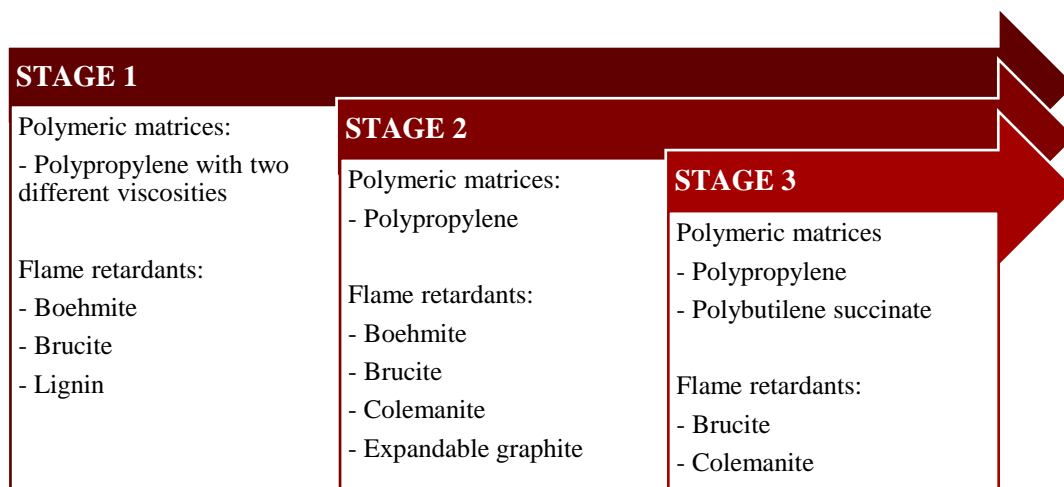 STAGE 1
Polymeric matrices:
- Polypropylene with two
different viscosities
Flame retardants:
- Boehmite
- Brucite
- Lignin
STAGE 2
Polymeric matrices:
- Polypropylene
Flame retardants:
- Boehmite
- Brucite
- Colemanite
- Expandable graphite
STAGE 3
Polymeric matrices
- Polypropylene
- Polybutilene succinate
Flame retardants:
- Brucite
- Colemanite